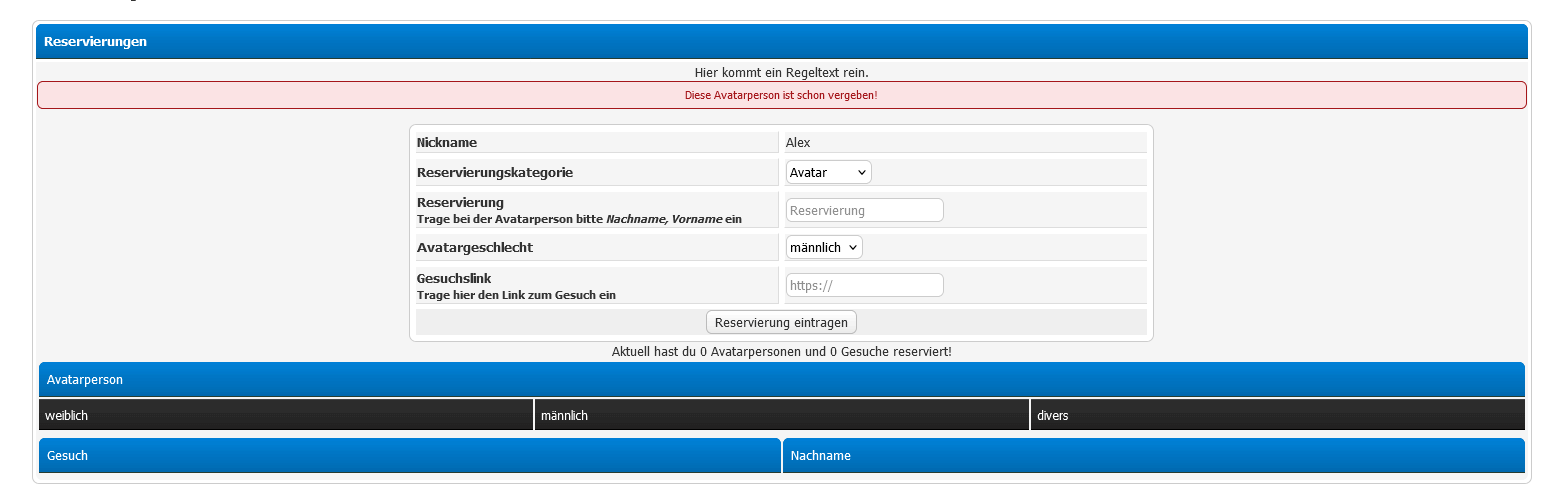 Reservierungen
Hier kommt ein Regeltext rein.
Diese Avatarperson ist schon vergeben!
Nickname Alex
Reservierungskategorie Avatar
Reservierung
Trage bei der Avatarperson bitte Nachname, Vorname ein
Reservierung
Avatargeschlecht männlich
Gesuchslink
Trage hier den Link zum Gesuch ein
https://
Reservierung eintragen
Aktuell hast du 0 Avatarpersonen und 0 Gesuche reserviert!
Avatarperson
weiblich männlich divers
Gesuch Nachname